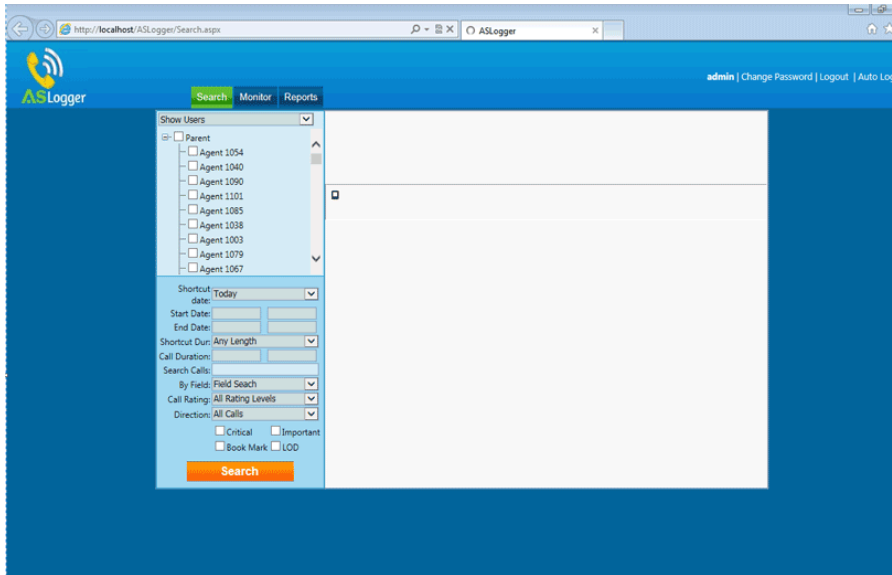 http://localhost/ASLogger/Search.aspx
ASLogger
ASLogger
admin | Change Password | Logout | Auto Log
Search Monitor Reports
Show Users
Parent
Agent 1054
Agent 1040
Agent 1090
Agent 1101
Agent 1085
Agent 1038
Agent 1003
Agent 1079
Agent 1067
Shortcut date: Today
Start Date:
End Date:
Shortcut Dur: Any Length
Call Duration:
Search Calls:
By Field: Field Seach
Call Rating: All Rating Levels
Direction: All Calls
Critical Important
Book Mark LOD
Search